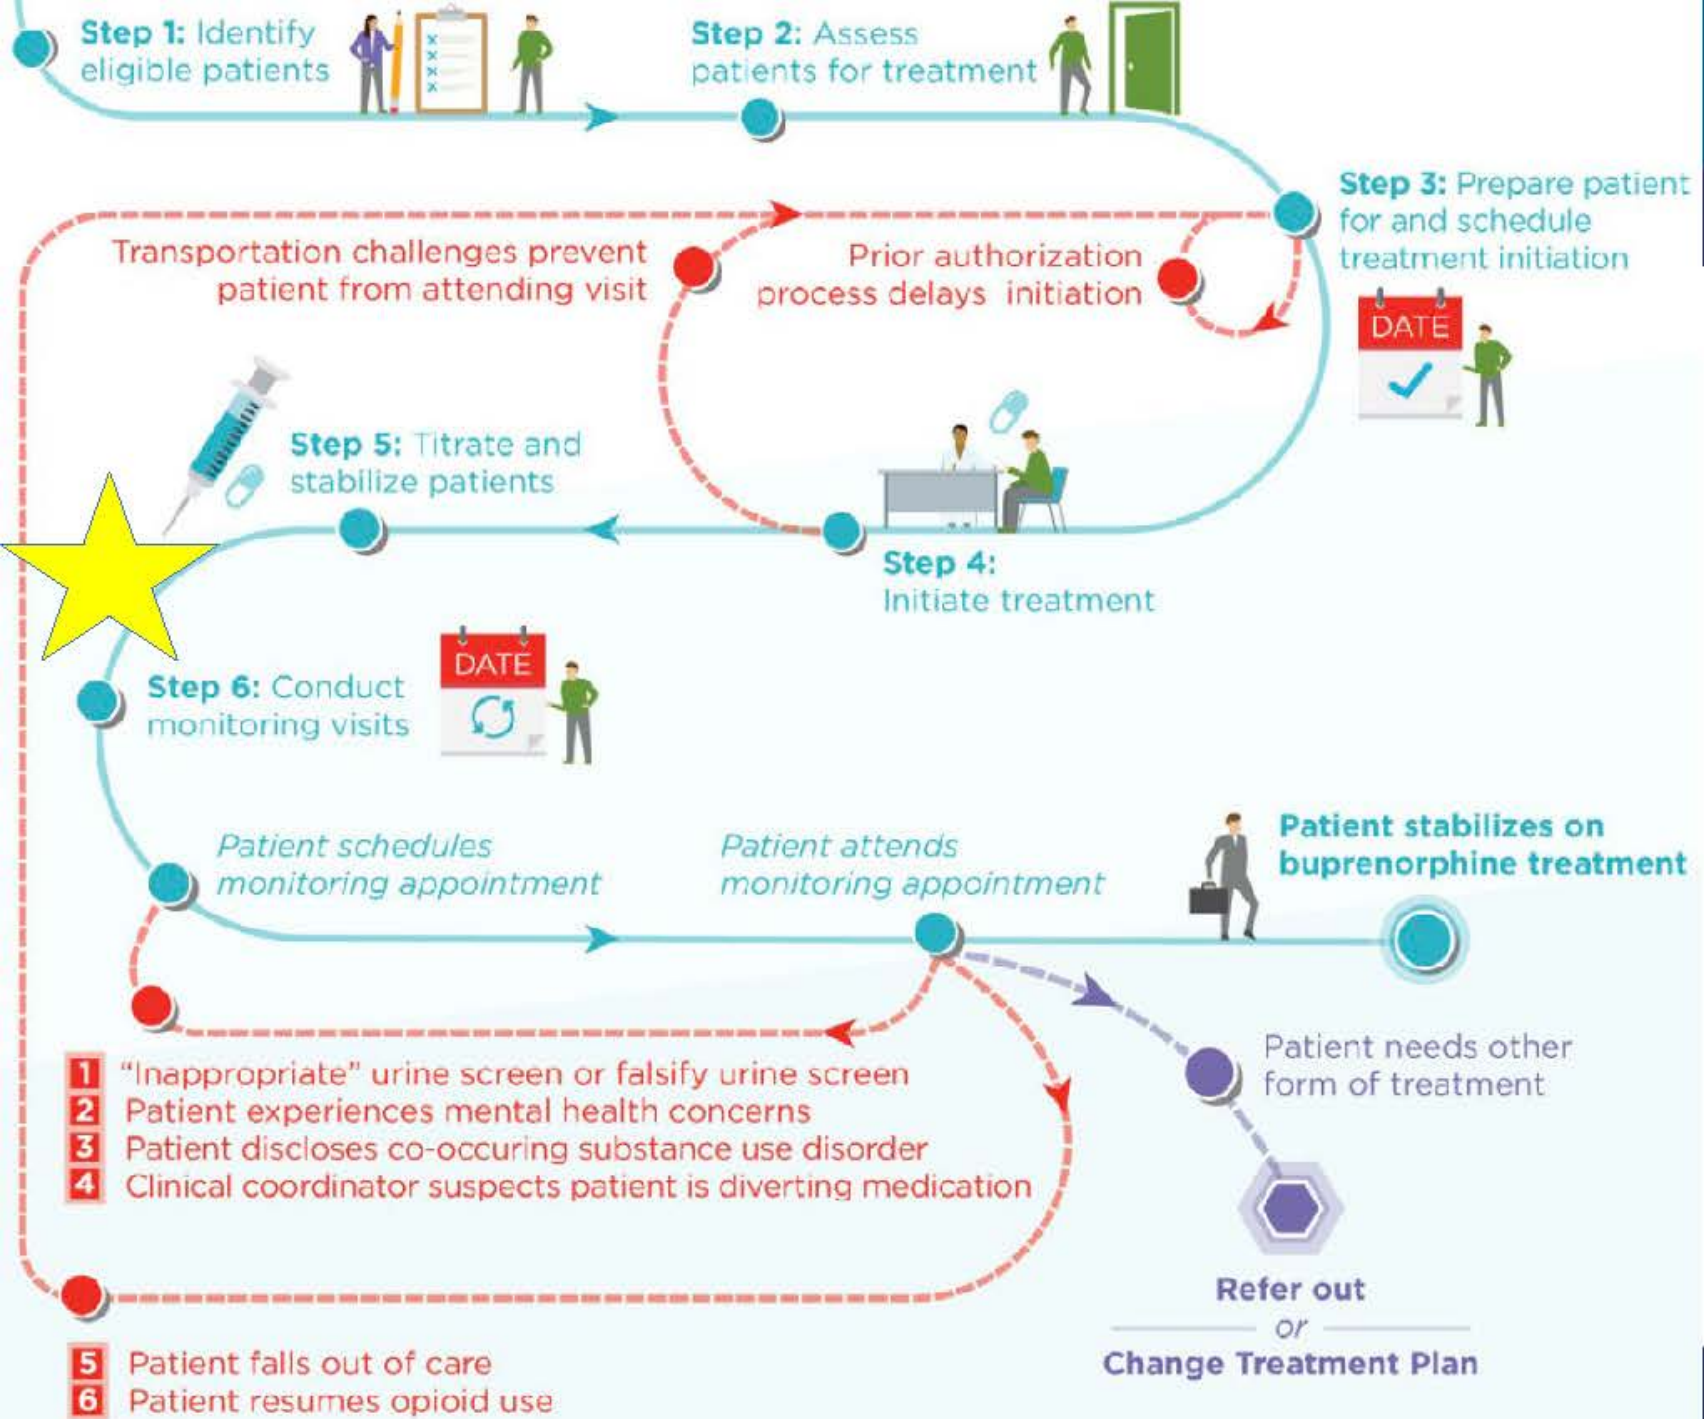 Step 1: Identify
eligible patients
Step 2: Assess
patients for treatment
Step 3: Prepare patient
for and schedule
treatment initiation
DATE
Transportation challenges prevent
patient from attending visit
Prior authorization
process delays initiation
Step 4:
Initiate treatment
Step 5: Titrate and
stabilize patients
Step 6: Conduct
monitoring visits
DATE
Patient schedules
monitoring appointment
Patient attends
monitoring appointment
Patient stabilizes on
buprenorphine treatment
1 “Inappropriate” urine screen or falsify urine screen
2 Patient experiences mental health concerns
3 Patient discloses co-occuring substance use disorder
4 Clinical coordinator suspects patient is diverting medication
5 Patient falls out of care
6 Patient resumes opioid use
Patient needs other
form of treatment
Refer out
or
Change Treatment Plan